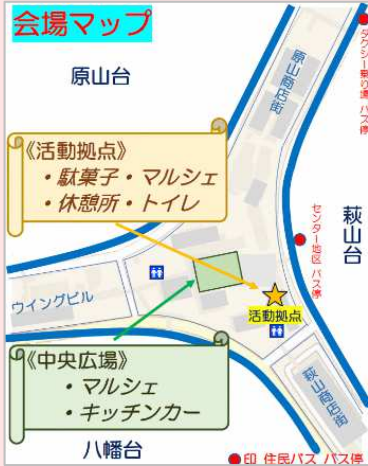 会場マップ
原山台
原山商店街
タクシー乗り場 バス停
《活動拠点》
・駄菓子・マルシェ
・休憩所・トイレ
センター地区 バス停
萩山台
ウイングビル
活動拠点
《中央広場》
・マルシェ
・キッチンカー
萩山商店街
八幡台
●印 住民バス バス停